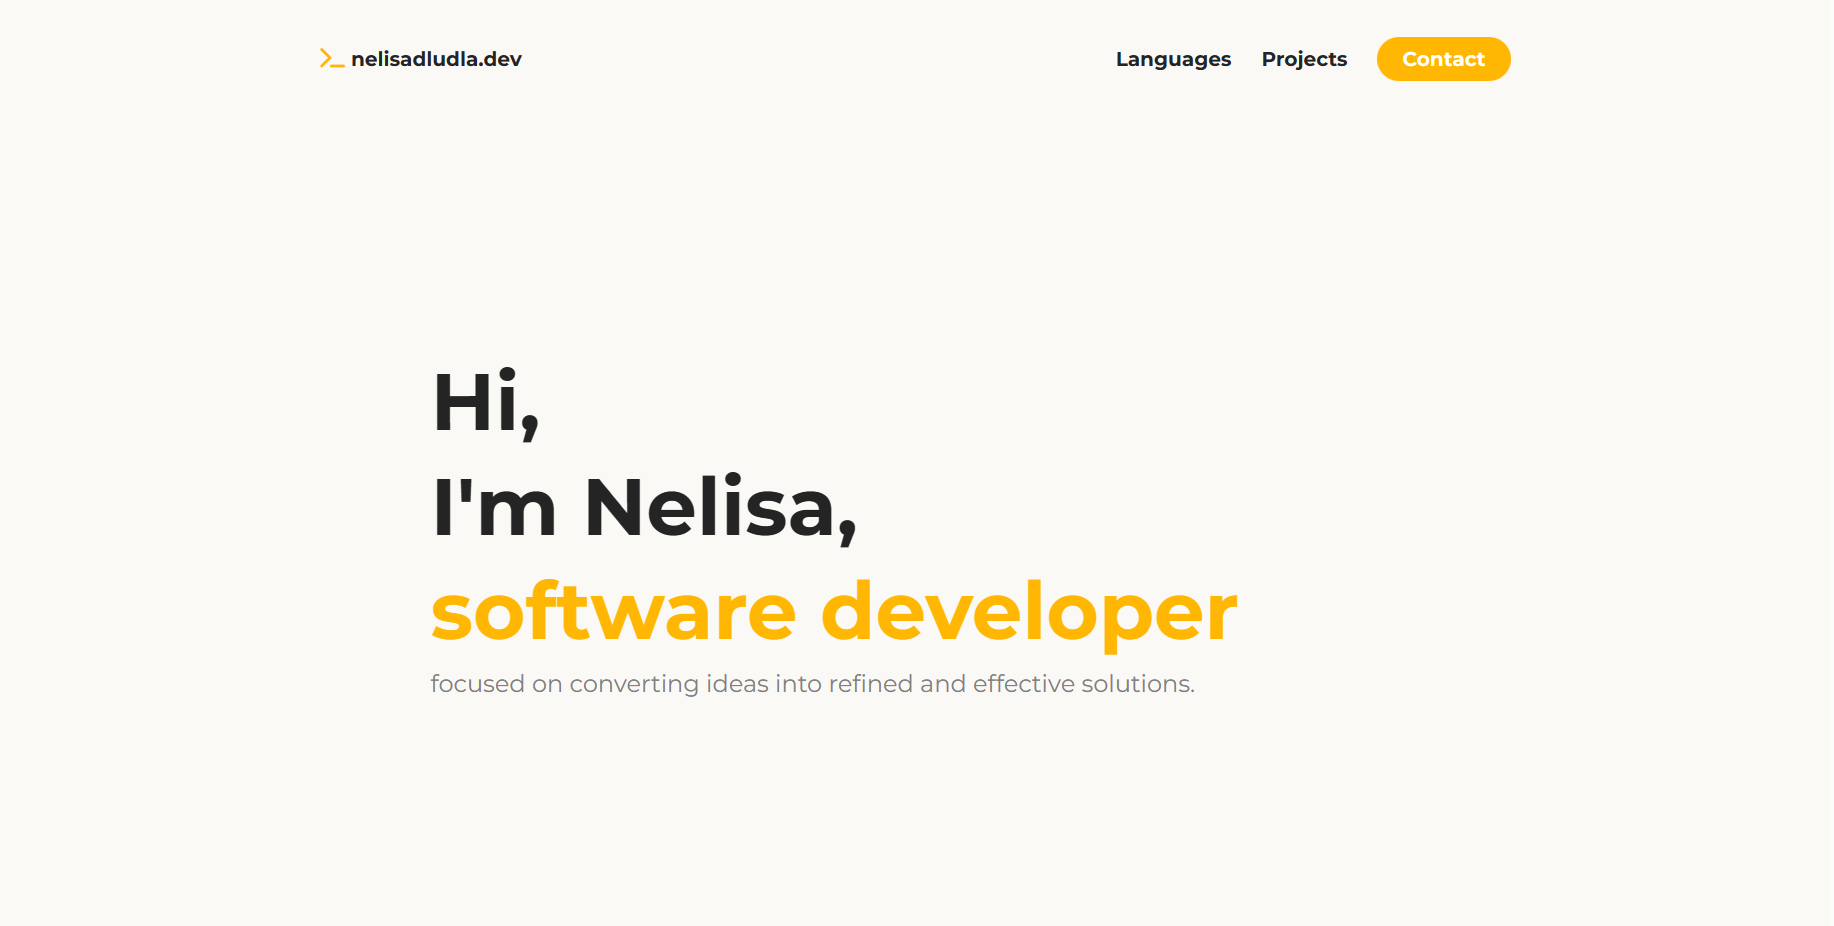 nelisadludla.dev
Languages Projects Contact
Hi,
I'm Nelisa,
software developer
focused on converting ideas into refined and effective solutions.